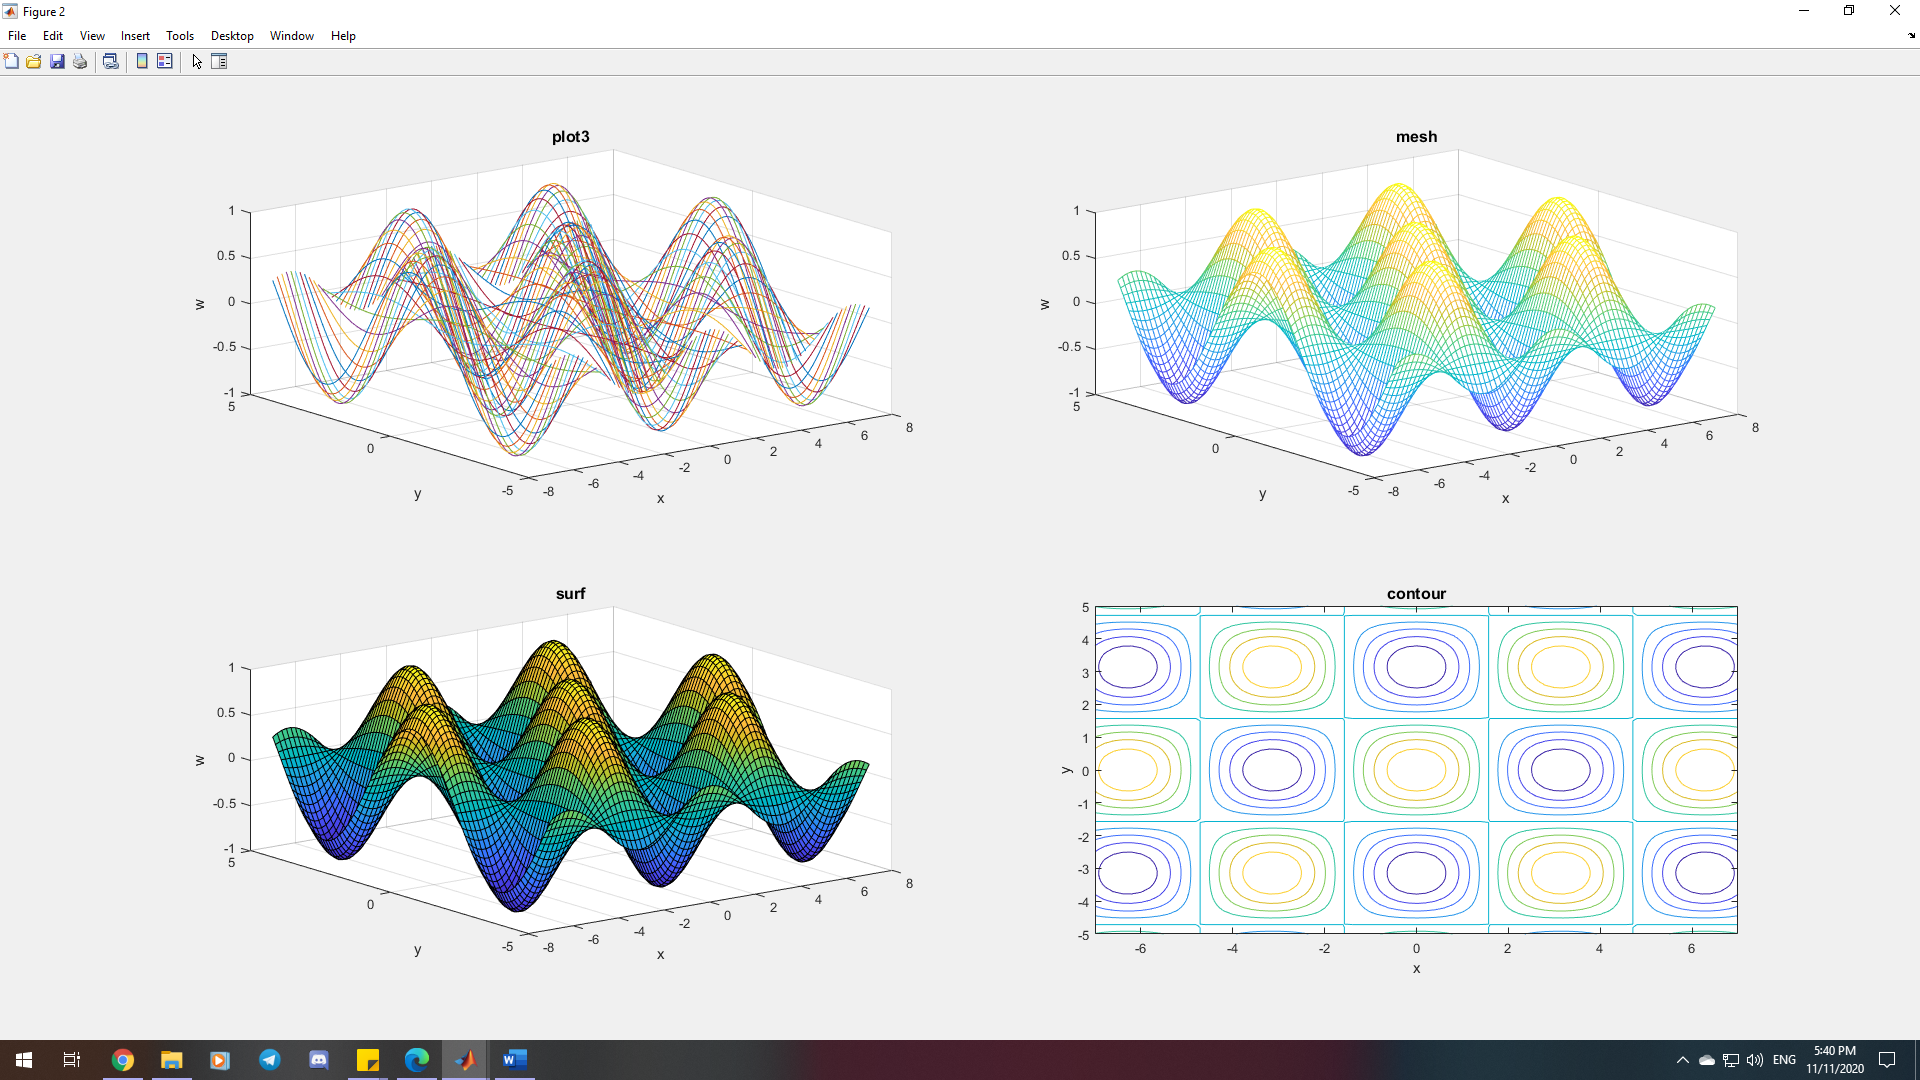 Figure 2
File Edit View Insert Tools Desktop Window Help
plot3
1
0.5
0
-0.5
-1
w
5
0
-5
y
-8 -6 -4 -2 0 2 4 6 8
x
mesh
1
0.5
0
-0.5
-1
w
5
0
-5
y
-8 -6 -4 -2 0 2 4 6 8
x
surf
1
0.5
0
-0.5
-1
w
5
0
-5
y
-8 -6 -4 -2 0 2 4 6 8
x
contour
5
4
3
2
1
0
-1
-2
-3
-4
-5
y
-6 -4 -2 0 2 4 6
x
W
ENG
5:40 PM
11/11/2020